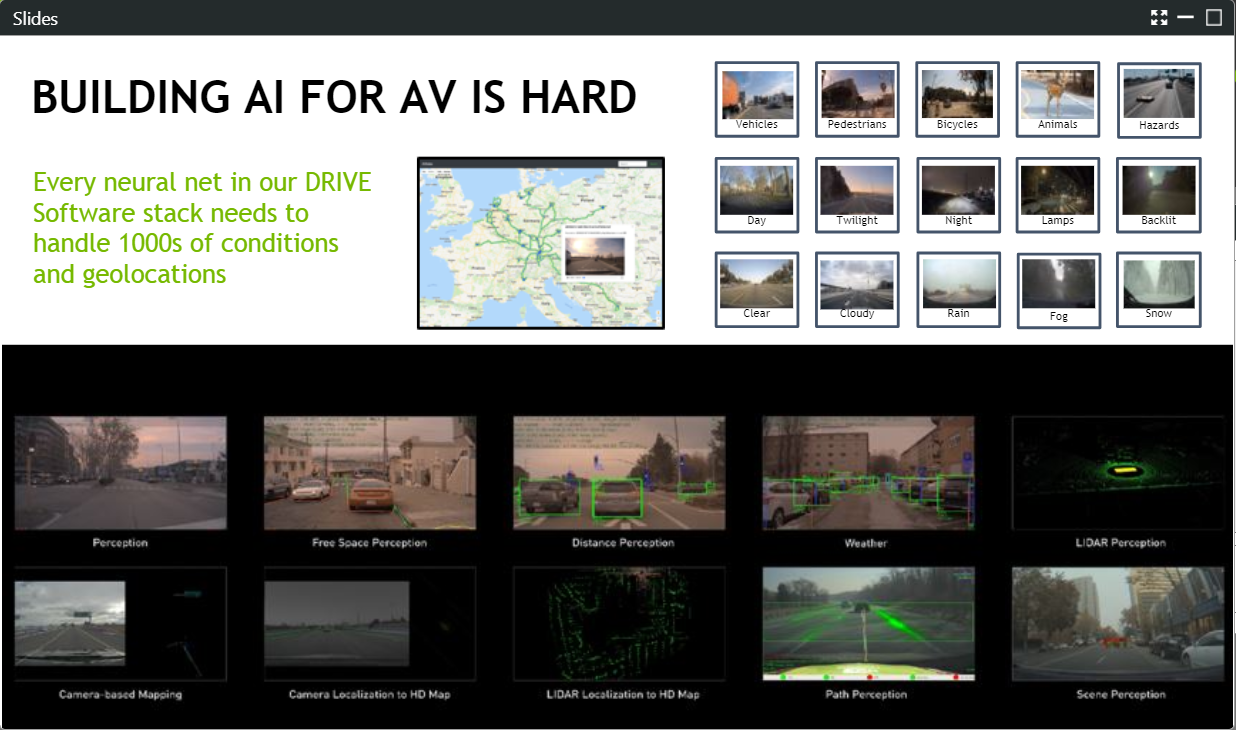 Slides
BUILDING AI FOR AV IS HARD
Every neural net in our DRIVE
Software stack needs to
handle 1000s of conditions
and geolocations
Vehicles
Pedestrians
Bicycles
Animals
Hazards
Day
Twilight
Night
Lamps
Backlit
Clear
Cloudy
Rain
Fog
Snow
Perception
Free Space Perception
Distance Perception
Weather
LIDAR Perception
Camera-based Mapping
Camera Localization to HD Map
LIDAR Localization to HD Map
Path Perception
Scene Perception